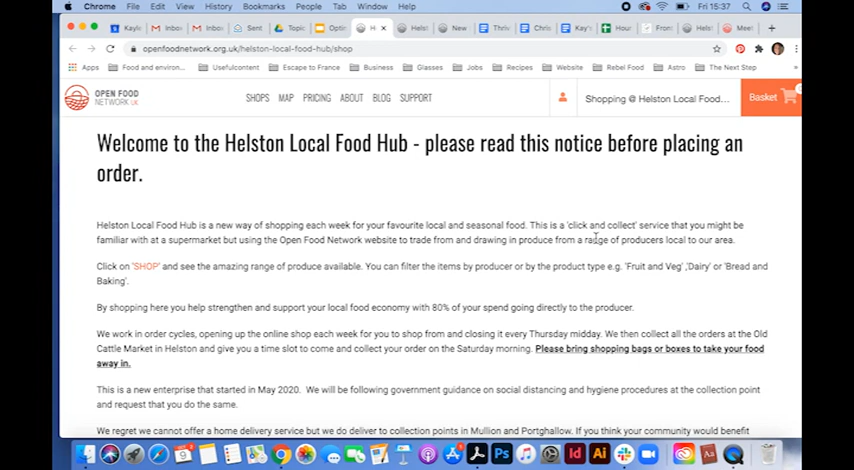 Chrome File Edit View History Bookmarks People Tab Window Help Fri 15:37
Kayli Inbox Inbox Sent Topic Optin H Helst New Thriv Chris Key's Hour Fron Helst Meet
openfoodnetwork.org.uk/helston-local-food-hub/shop
Apps Food and environ... Usefulcontent Escape to France Business Glasses Jobs Recipes Website Rebel Food Astro The Next Step
OPEN FOOD NETWORK UK SHOPS MAP PRICING ABOUT BLOG SUPPORT Shopping @ Helston Local Food... Basket
Welcome to the Helston Local Food Hub - please read this notice before placing an
order.
Helston Local Food Hub is a new way of shopping each week for your favourite local and seasonal food. This is a 'click and collect' service that you might be
familiar with at a supermarket but using the Open Food Network website to trade from and drawing in produce from a range of producers local to our area.
Click on 'SHOP' and see the amazing range of produce available. You can filter the items by producer or by the product type e.g. 'Fruit and Veg' ,'Dairy' or 'Bread and
Baking'.
By shopping here you help strengthen and support your local food economy with 80% of your spend going directly to the producer.
We work in order cycles, opening up the online shop each week for you to shop from and closing it every Thursday midday. We then collect all the orders at the Old
Cattle Market in Helston and give you a time slot to come and collect your order on the Saturday morning. Please bring shopping bags or boxes to take your food
away in.
This is a new enterprise that started in May 2020. We will be following government guidance on social distancing and hygiene procedures at the collection point
and request that you do the same.
We regret we cannot offer a home delivery service but we do deliver to collection points in Mullion and Porthallow. If you think your community would benefit